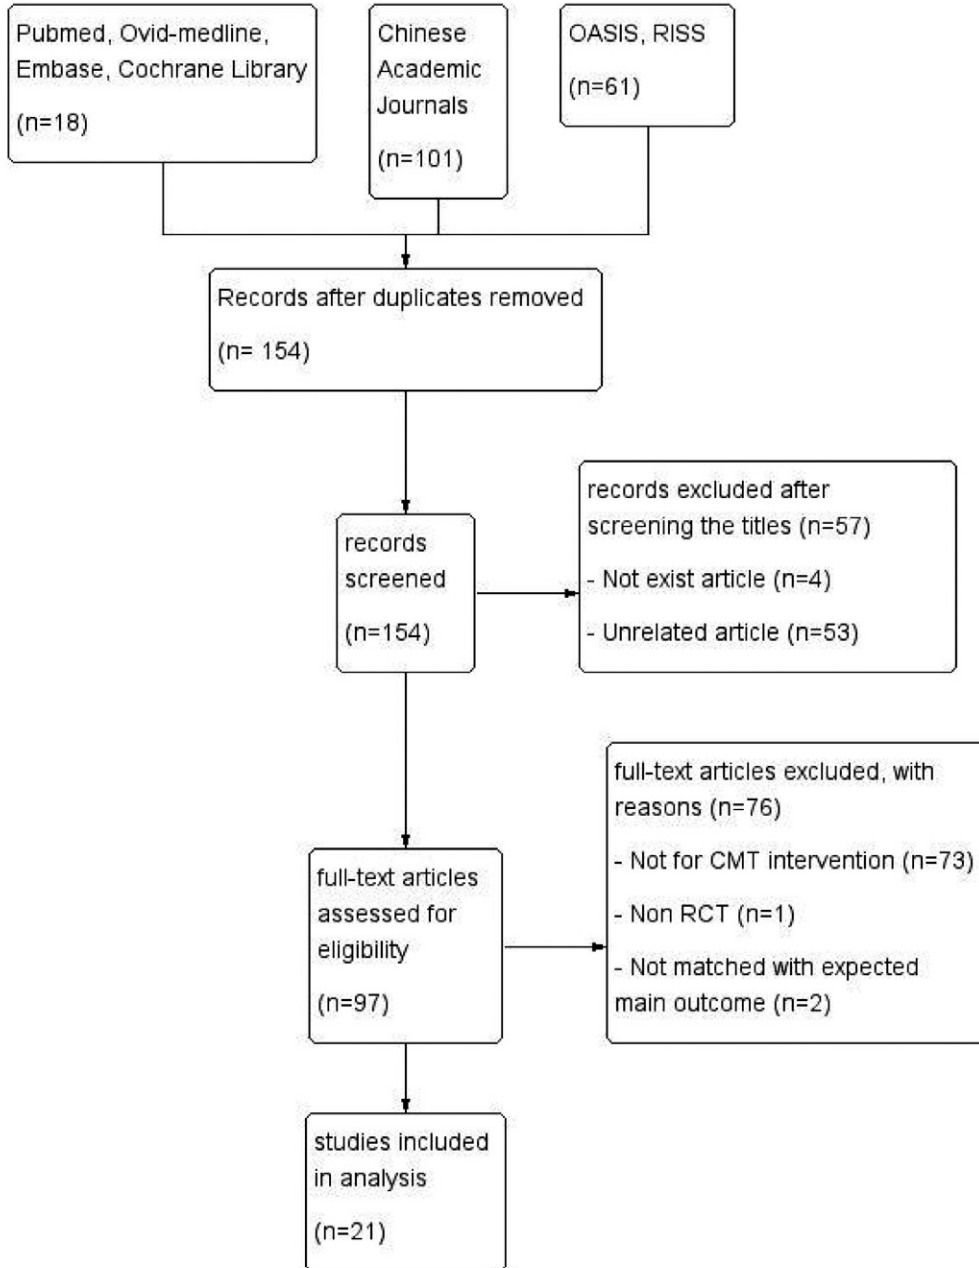 Pubmed, Ovid-medline,
Embase, Cochrane Library
(n=18)
Chinese
Academic
Journals
(n=101)
OASIS, RISS
(n=61)
Records after duplicates removed
(n= 154)
records
screened
(n=154)
records excluded after
screening the titles (n=57)
- Not exist article (n=4)
- Unrelated article (n=53)
full-text articles
assessed for
eligibility
(n=97)
full-text articles excluded, with
reasons (n=76)
- Not for CMT intervention (n=73)
- Non RCT (n=1)
- Not matched with expected
main outcome (n=2)
studies included
in analysis
(n=21)